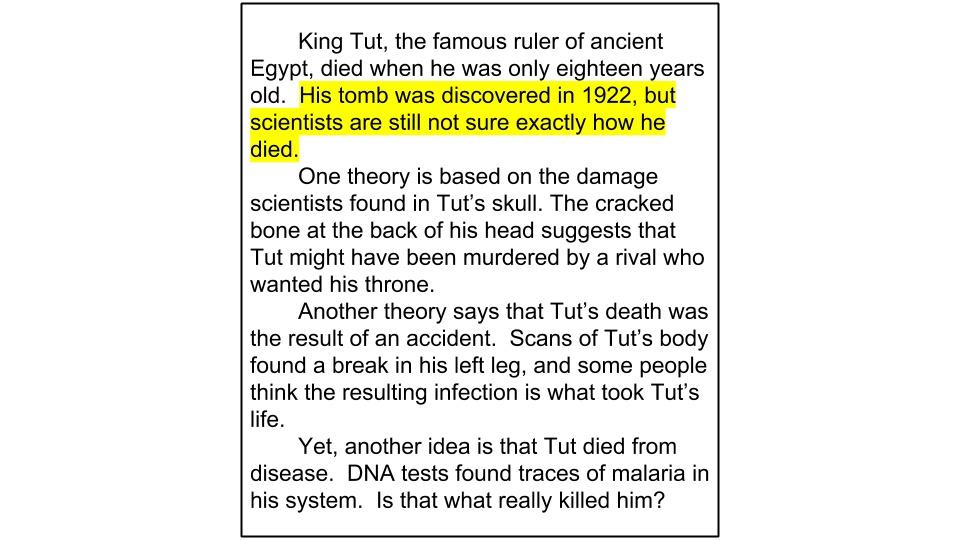 King Tut, the famous ruler of ancient
Egypt, died when he was only eighteen years
old.  His tomb was discovered in 1922, but
scientists are still not sure exactly how he
died.
One theory is based on the damage
scientists found in Tut’s skull. The cracked
bone at the back of his head suggests that
Tut might have been murdered by a rival who
wanted his throne.
Another theory says that Tut’s death was
the result of an accident.  Scans of Tut’s body
found a break in his left leg, and some people
think the resulting infection is what took Tut’s
life.
Yet, another idea is that Tut died from
disease.  DNA tests found traces of malaria in
his system.  Is that what really killed him?